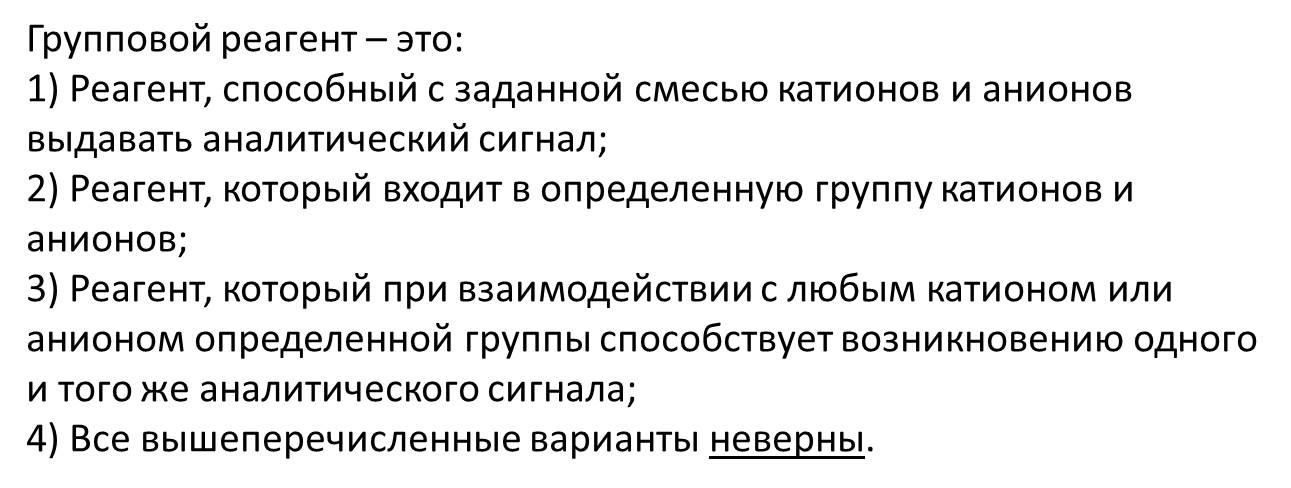 Групповой реагент – это:
1) Реагент, способный с заданной смесью катионов и анионов
выдавать аналитический сигнал;
2) Реагент, который входит в определенную группу катионов и
анионов;
3) Реагент, который при взаимодействии с любым катионом или
анионом определенной группы способствует возникновению одного
и того же аналитического сигнала;
4) Все вышеперечисленные варианты неверны.